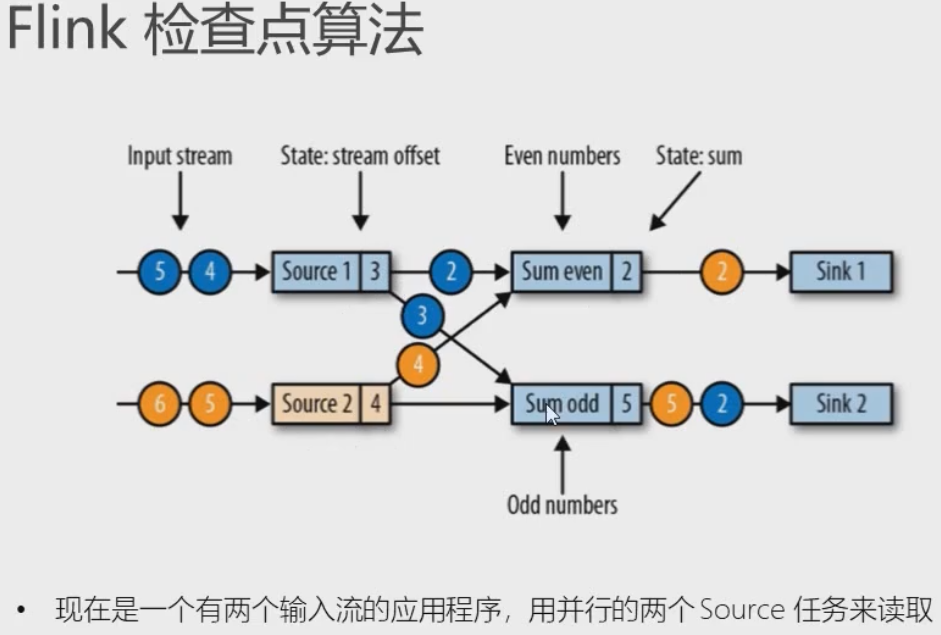 Flink 检查点算法
Input stream State: stream offset Even numbers State: sum
5 4 Source 1 3 2 Sum even 2 2 Sink 1
3
4
6 5 Source 2 4 Sum odd 5 5 2 Sink 2
Odd numbers
• 现在是一个有两个输入流的应用程序，用并行的两个 Source 任务来读取